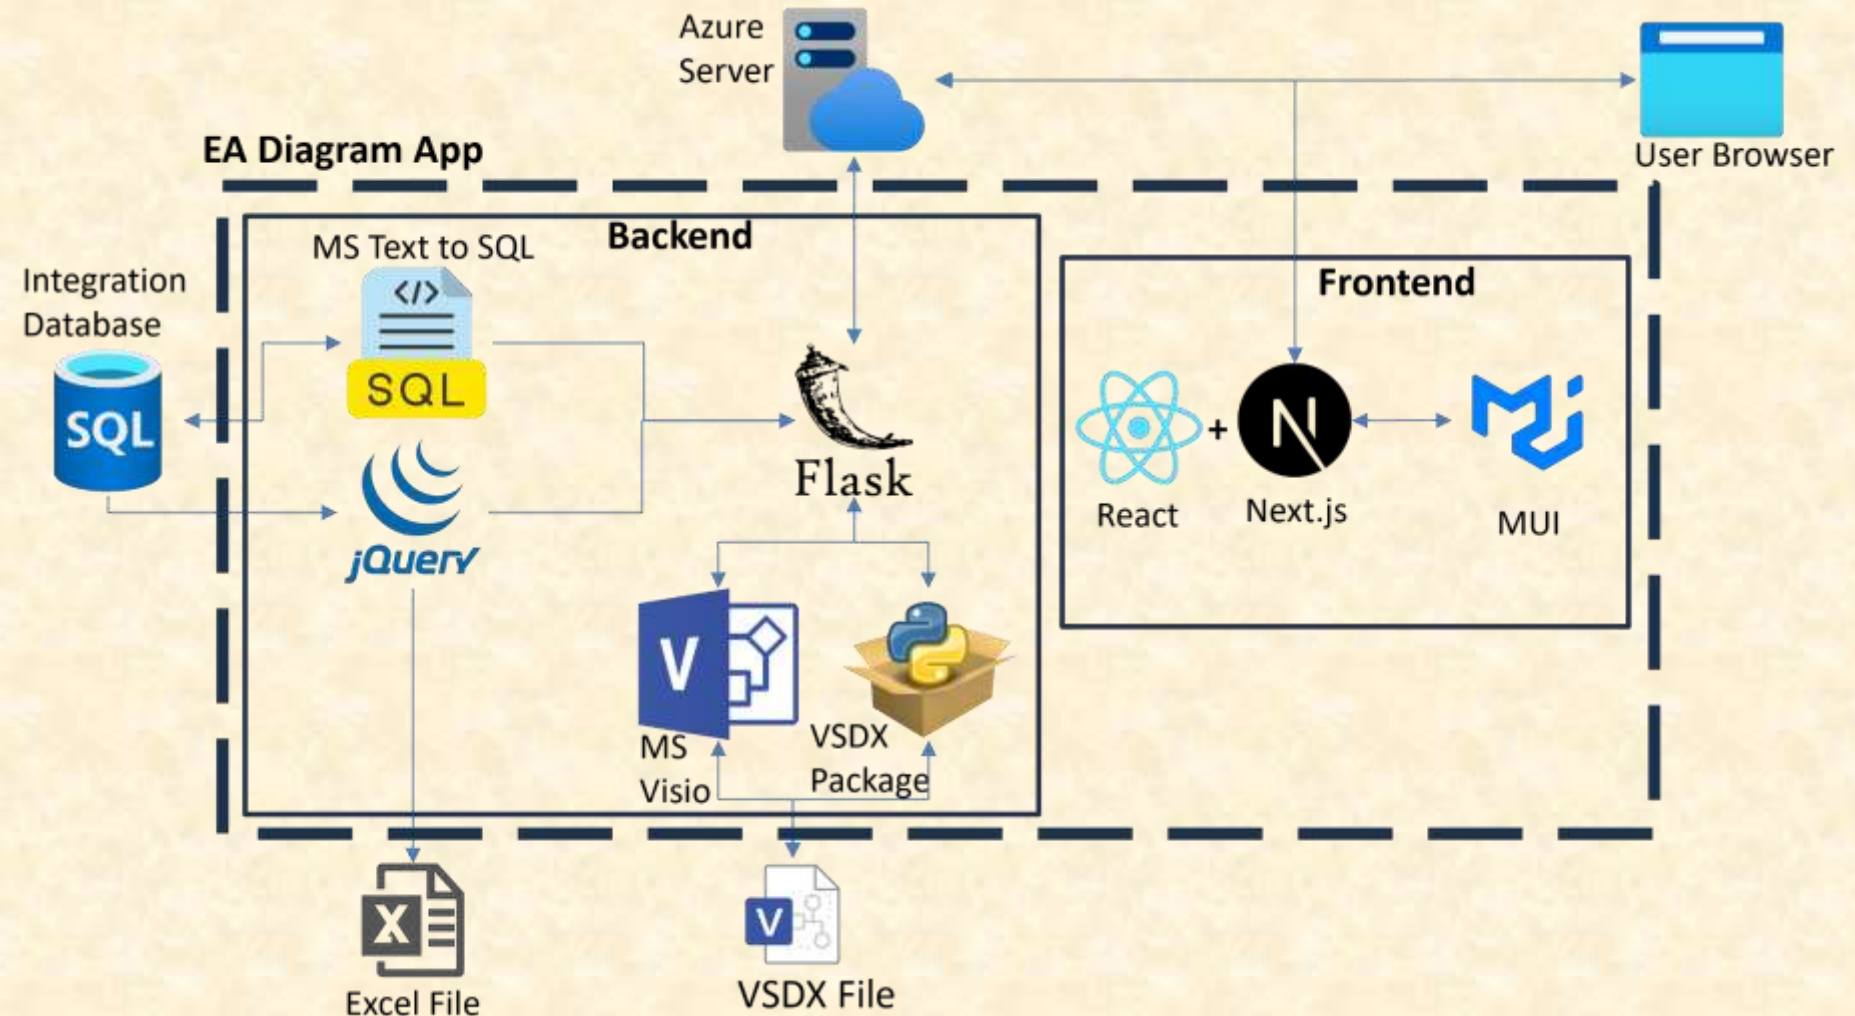 Azure
Server
User Browser
EA Diagram App
Backend
MS Text to SQL
</>
SQL
Integration
Database
SQL
Frontend
Flask
jQuery
React
+
N
Next.js
MUI
V
MS
Visio
VSDX
Package
X
Excel File
V
VSDX File